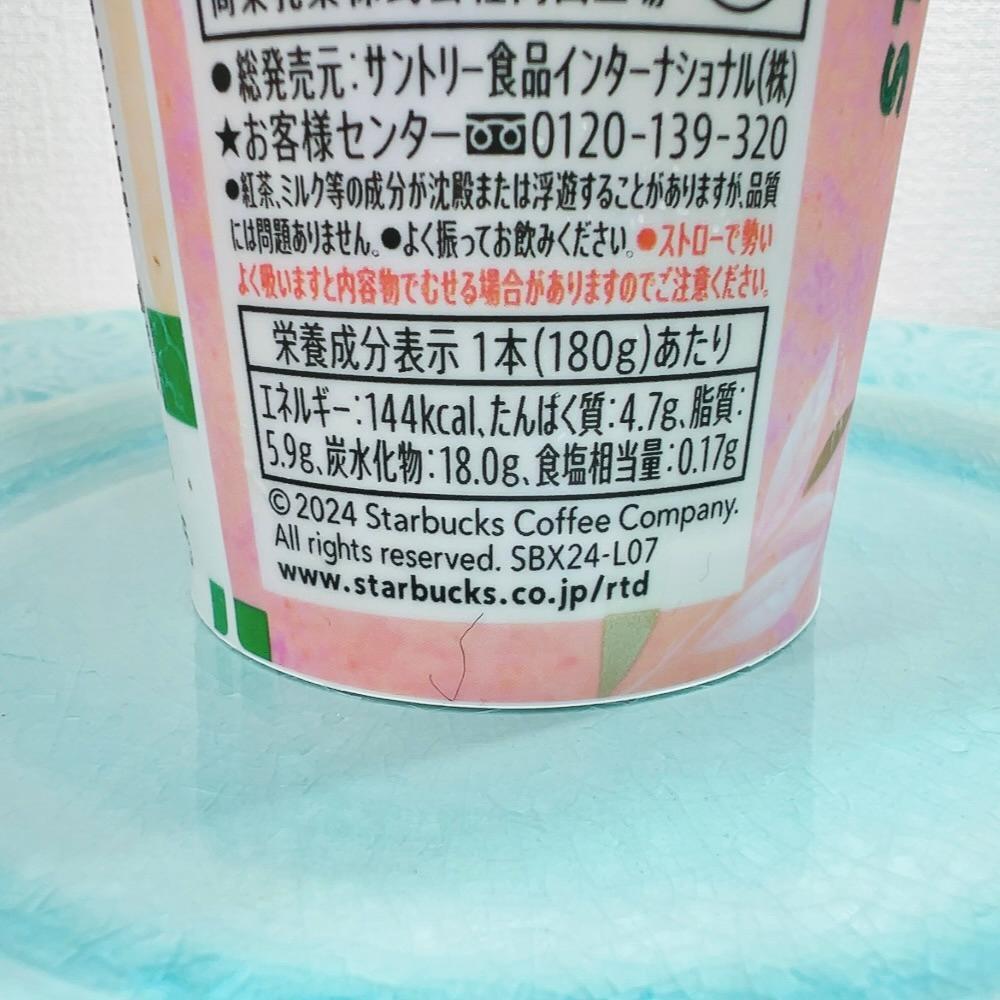 ●総発売元：サントリー食品インターナショナル(株)
★お客様センター 0120-139-320
●紅茶、ミルク等の成分が沈殿または浮遊することがありますが、品質
には問題ありません。●よく振ってお飲みください。●ストローで勢い
よく吸いますと内容物でむせる場合がありますのでご注意ください。
栄養成分表示 1本(180g)あたり
エネルギー：144kcal、たんぱく質：4.7g、脂質：
5.9g、炭水化物：18.0g、食塩相当量：0.17g
©2024 Starbucks Coffee Company.
All rights reserved. SBX24-L07
www.starbucks.co.jp/rtd